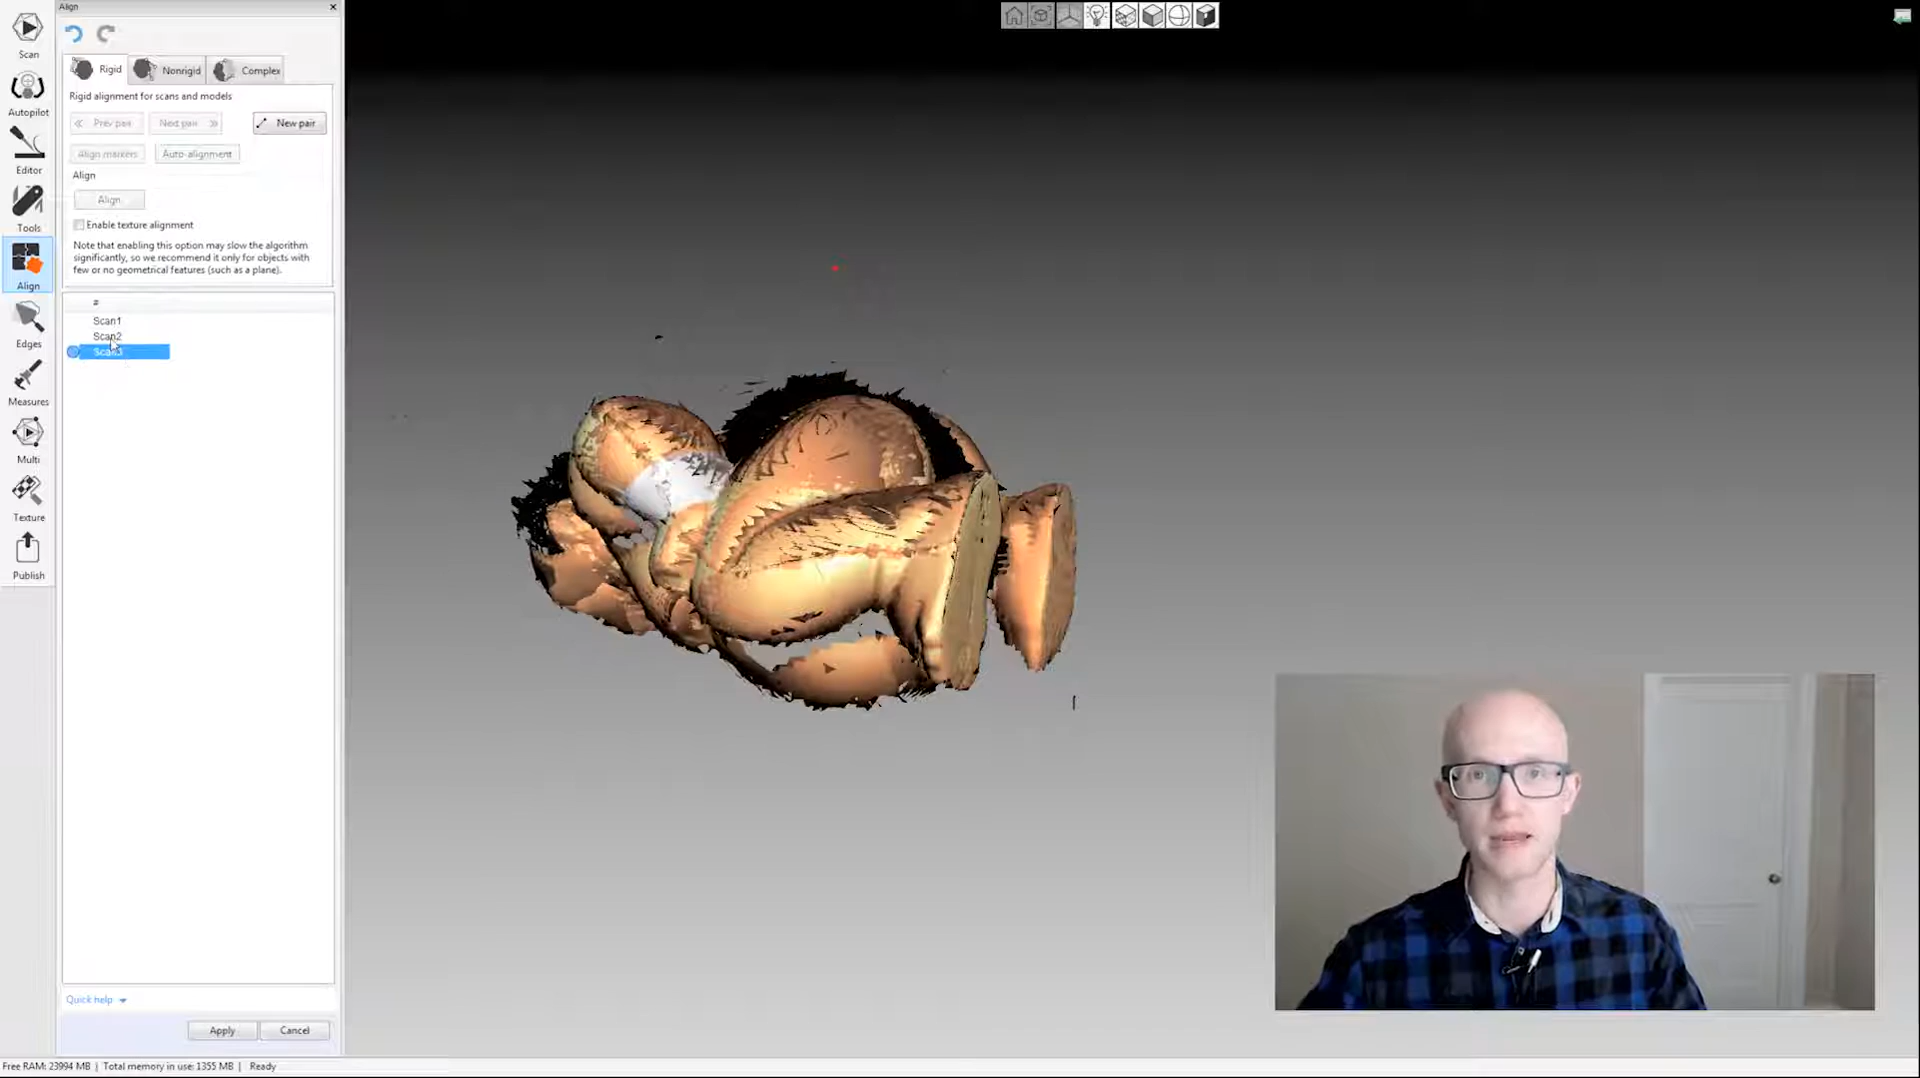 Align
Scan
Autopilot
Editor
Tools
Align
Edges
Measures
Multi
Texture
Publish
Rigid
Nonrigid
Complex
Rigid alignment for scans and models
Prev pair
Next pair
New pair
Align markers
Auto-alignment
Align
Align
Enable texture alignment
Note that enabling this option may slow the algorithm
significantly, so we recommend it only for objects with
few or no geometrical features (such as a plane).
#
Scan1
Scan2
Scan3
Quick help
Apply
Cancel
Free RAM: 23994 MB | Total memory in use: 1355 MB | Ready